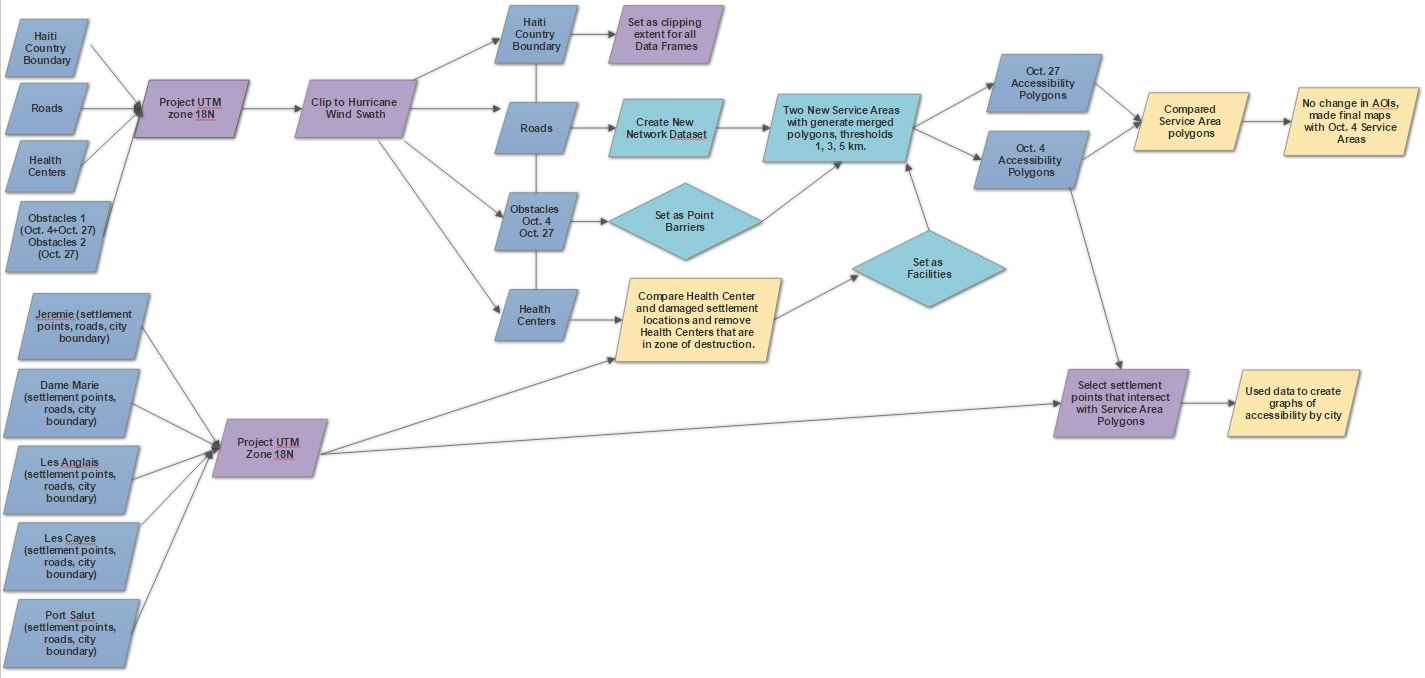 Haiti
Country
Boundary
Roads
Health
Centers
Obstacles 1
(Oct. 4+Oct. 27)
Obstacles 2
(Oct. 27)
Project UTM
zone 18N
Clip to Hurricane
Wind Swath
Haiti
Country
Boundary
Set as clipping
extent for all
Data Frames
Roads
Create New
Network Dataset
Two New Service Areas
with generate merged
polygons, thresholds
1, 3, 5 km.
Oct. 27
Accessibility
Polygons
Oct. 4
Accessibility
Polygons
Compared
Service Area
polygons
No change in AOIs,
made final maps
with Oct. 4 Service
Areas
Obstacles
Oct. 4
Oct. 27
Set as Point
Barriers
Set as
Facilities
Health
Centers
Compare Health Center
and damaged settlement
locations and remove
Health Centers that are
in zone of destruction.
Jeremie (settlement
points, roads, city
boundary)
Dame Marie
(settlement points,
roads, city
boundary)
Les Anglais
(settlement points,
roads, city
boundary)
Les Cayes
(settlement points,
roads, city
boundary)
Port Salut
(settlement points,
roads, city
boundary)
Project UTM
Zone 18N
Select settlement
points that intersect
with Service Area
Polygons
Used data to create
graphs of
accessibility by city